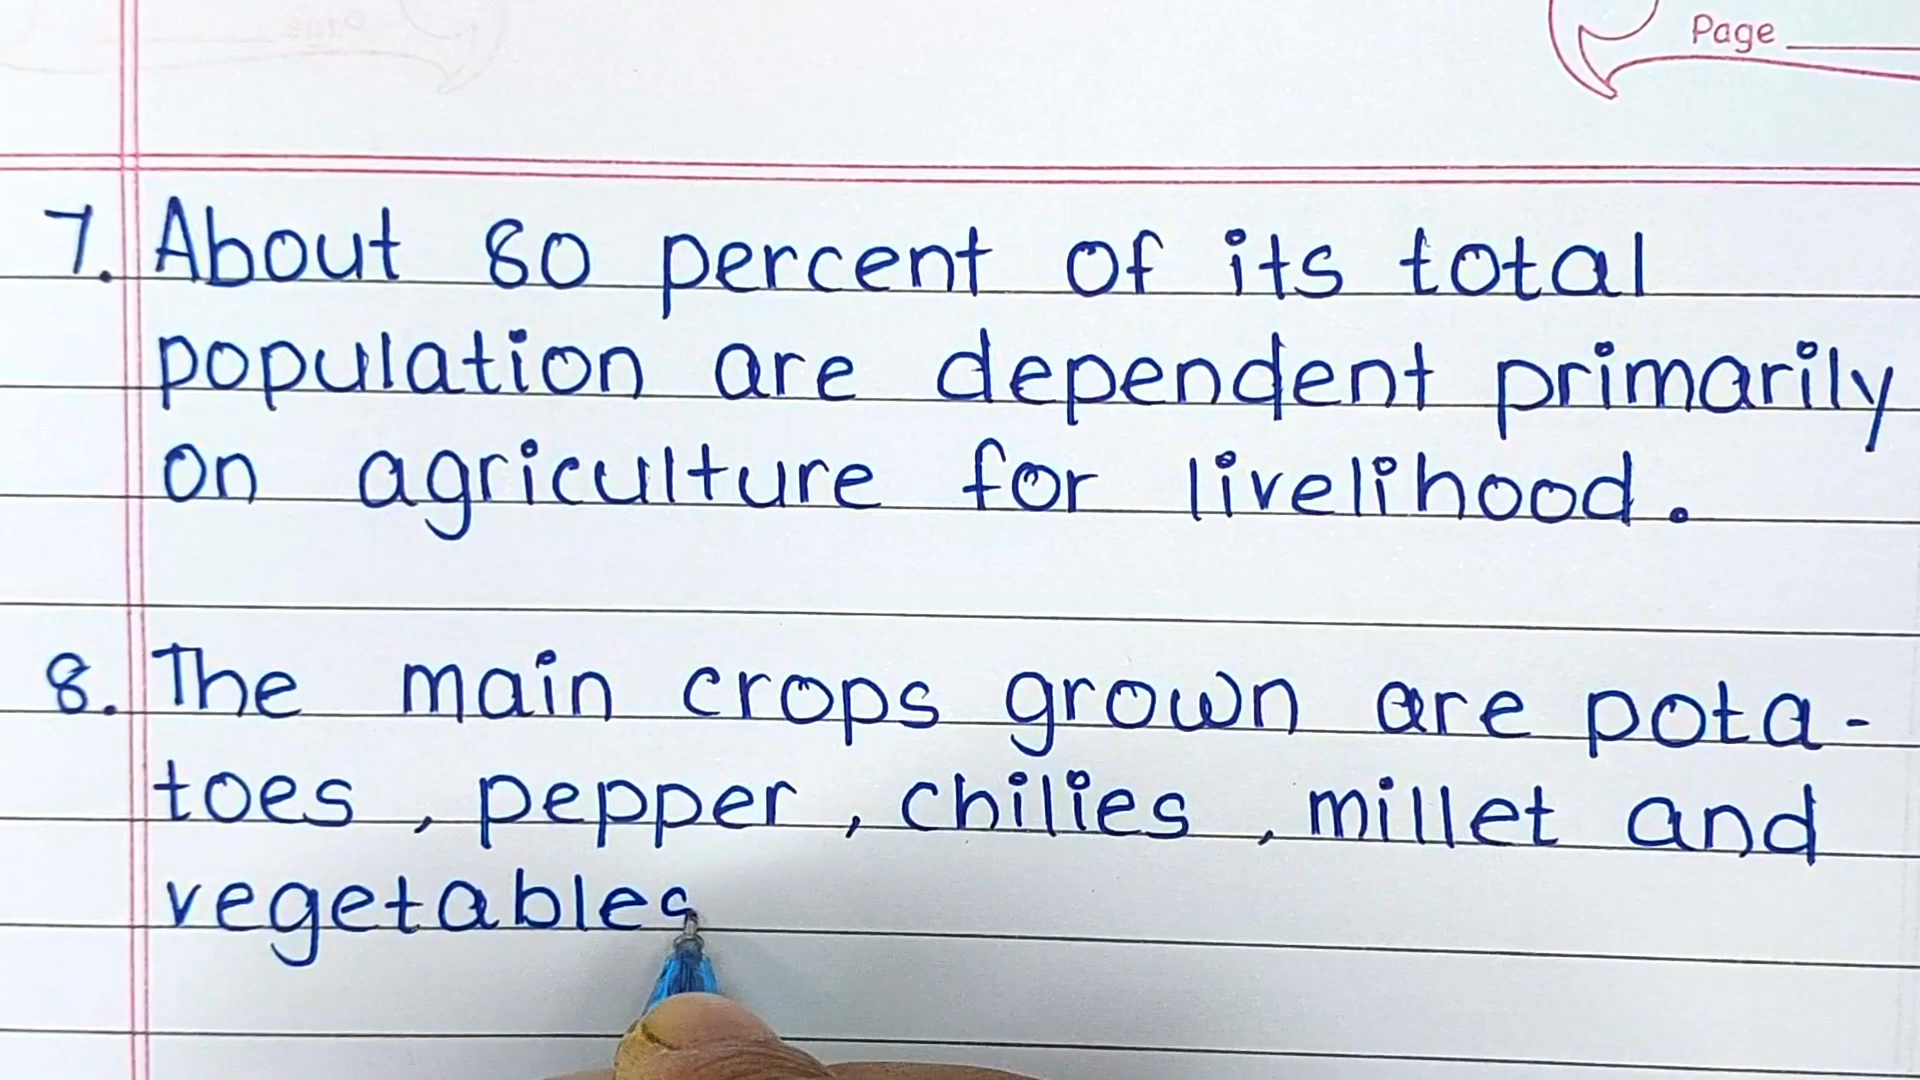 Page
7. About 80 percent of its total
population are dependent primarily
on agriculture for livelihood.
8. The main crops grown are pota-
toes, pepper, chilies, millet and
vegetables